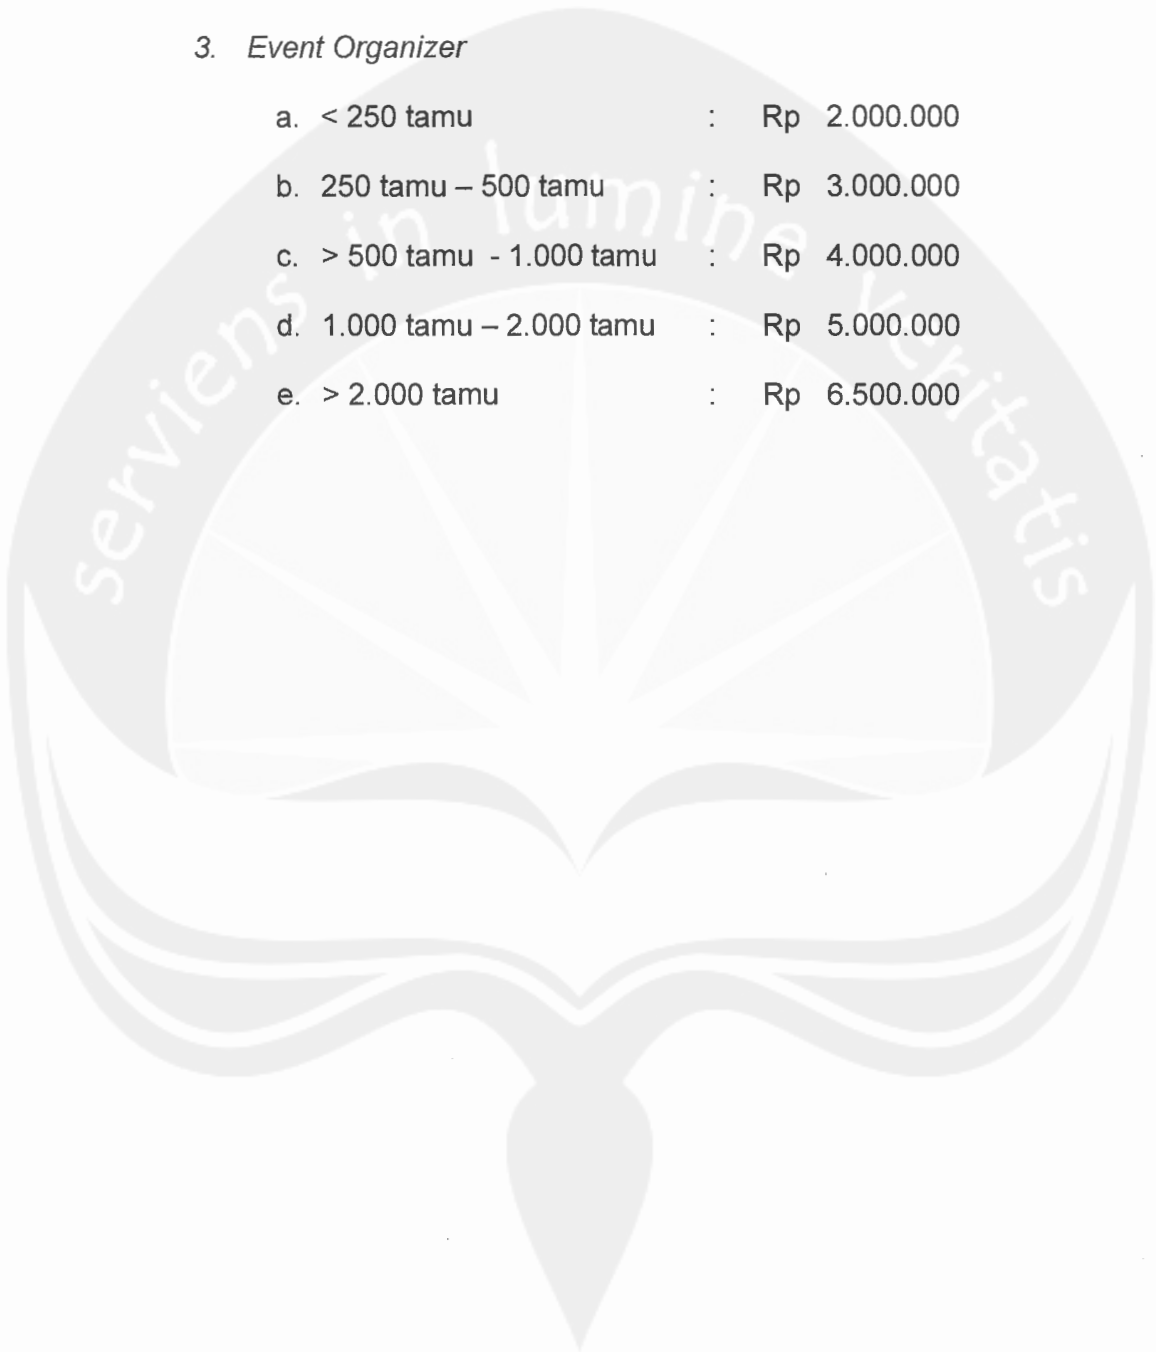 3. Event Organizer
a. < 250 tamu : Rp 2.000.000
b. 250 tamu – 500 tamu : Rp 3.000.000
c. > 500 tamu - 1.000 tamu : Rp 4.000.000
d. 1.000 tamu – 2.000 tamu : Rp 5.000.000
e. > 2.000 tamu : Rp 6.500.000
serviens in lumine veritatis